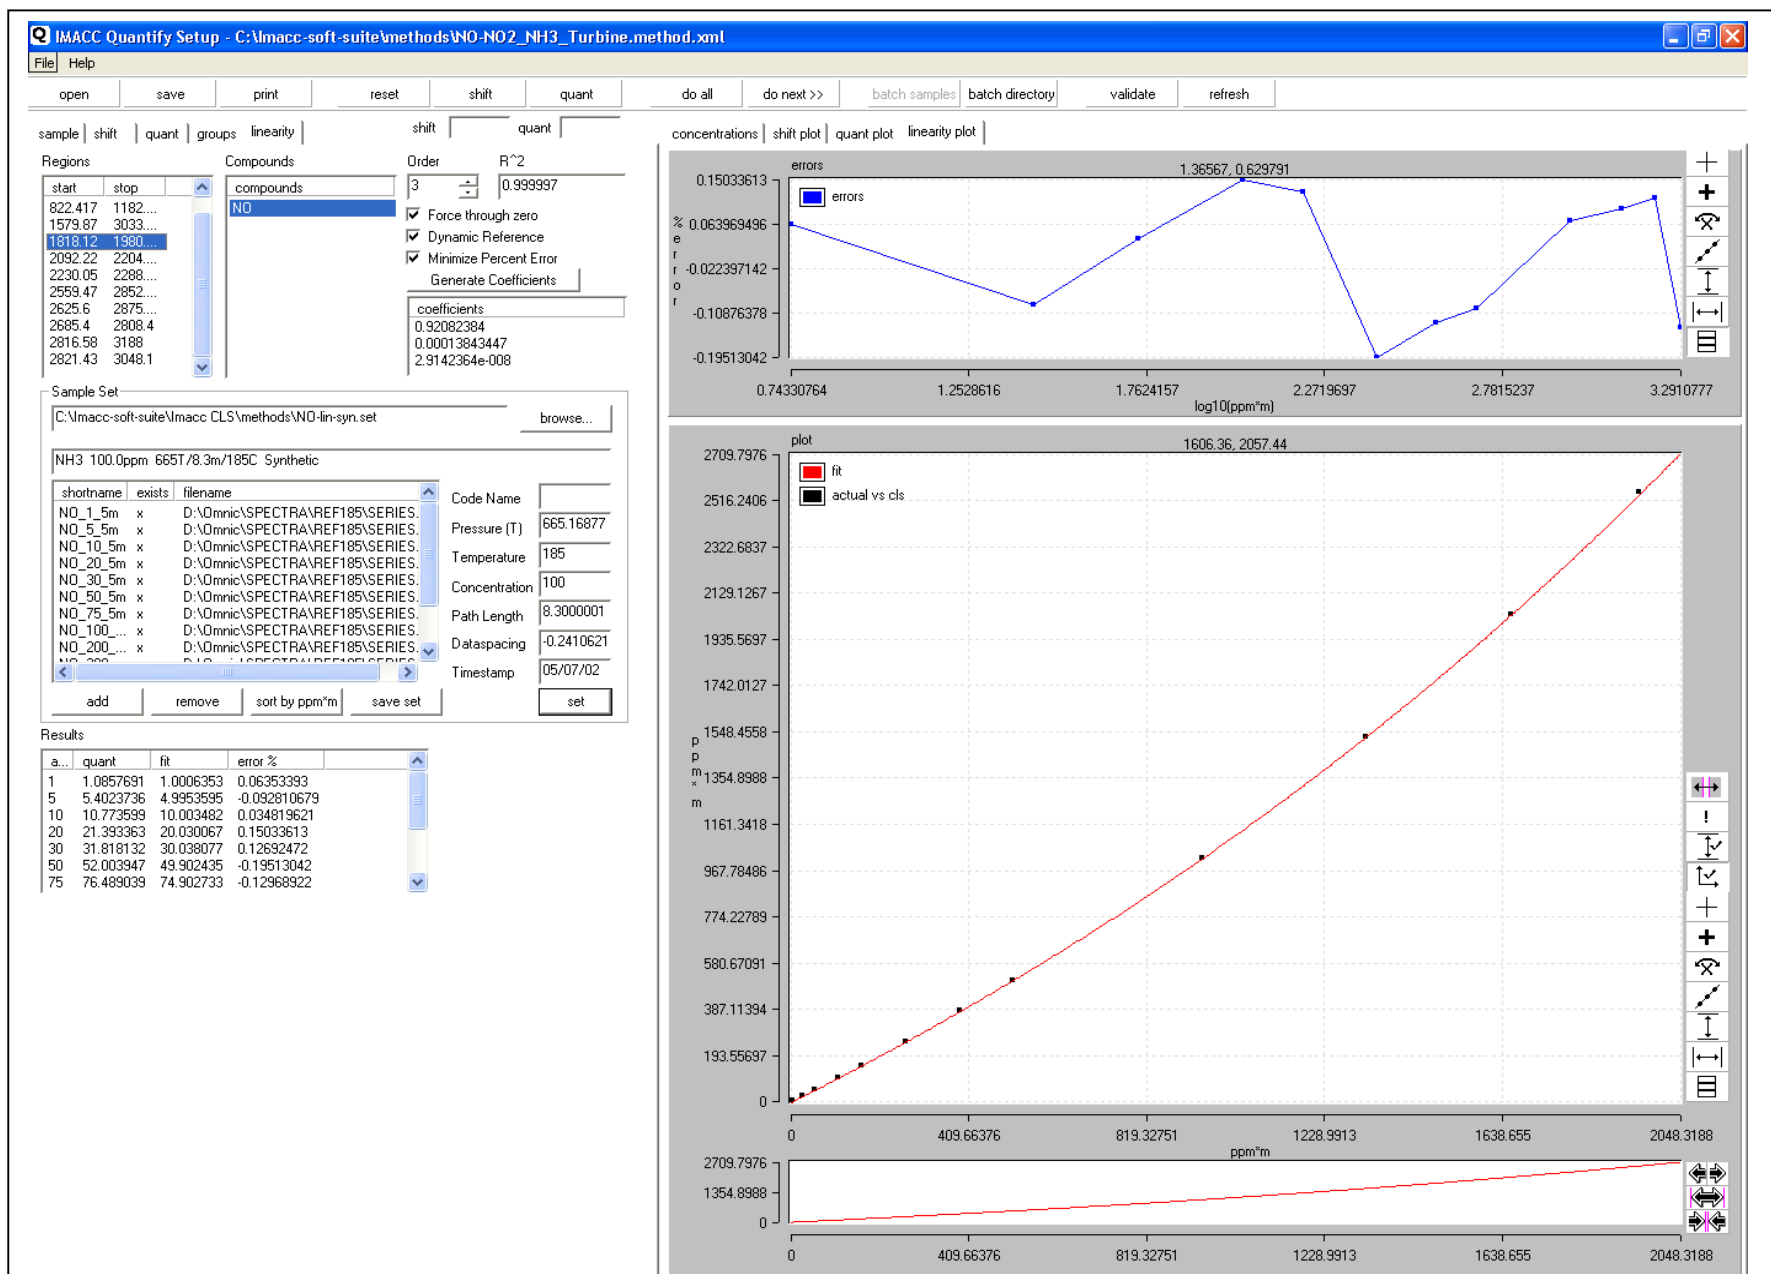 IMACC Quantify Setup - C:\Imacc-soft-suite\methods\NO-NO2_NH3_Turbine.method.xml
File Help
open save print reset shift quant do all do next >> batch samples batch directory validate refresh
sample shift quant groups linearity
shift quant
Regions
start stop
822.417 1182....
1579.87 3033....
1818.12 1980....
2092.22 2204....
2230.05 2288....
2559.47 2852....
2625.6 2875....
2685.4 2808.4
2816.58 3188
2821.43 3048.1
Compounds
compounds
NO
Order R^2
3 0.999997
Force through zero
Dynamic Reference
Minimize Percent Error
Generate Coefficients
coefficients
0.92082384
0.00013843447
2.9142364e-008
Sample Set
C:\Imacc-soft-suite\Imacc CLS\methods\NO-lin-syn.set browse...
NH3 100.0ppm 665T/8.3m/185C Synthetic
shortname exists filename
NO_1_5m x D:\Omnic\SPECTRA\REF185\SERIES.
NO_5_5m x D:\Omnic\SPECTRA\REF185\SERIES.
NO_10_5m x D:\Omnic\SPECTRA\REF185\SERIES.
NO_20_5m x D:\Omnic\SPECTRA\REF185\SERIES.
NO_30_5m x D:\Omnic\SPECTRA\REF185\SERIES.
NO_50_5m x D:\Omnic\SPECTRA\REF185\SERIES.
NO_75_5m x D:\Omnic\SPECTRA\REF185\SERIES.
NO_100_... x D:\Omnic\SPECTRA\REF185\SERIES.
NO_200_... x D:\Omnic\SPECTRA\REF185\SERIES.
Code Name
Pressure (T) 665.16877
Temperature 185
Concentration 100
Path Length 8.3000001
Dataspacing -0.2410621
Timestamp 05/07/02
add remove sort by ppm*m save set set
Results
a... quant fit error %
1 1.0857691 1.0006353 0.06353393
5 5.4023736 4.9953595 -0.092810679
10 10.773599 10.003482 0.034819621
20 21.393363 20.030067 0.15033613
30 31.818132 30.038077 0.12692472
50 52.003947 49.902435 -0.19513042
75 76.489039 74.902733 -0.12968922
concentrations shift plot quant plot linearity plot
errors 1.36567, 0.629791
errors
% error
0.15033613
0.063969496
-0.022397142
-0.10876378
-0.19513042
0.74330764 1.2528616 1.7624157 2.2719697 2.7815237 3.2910777
log10(ppm*m)
plot 1606.36, 2057.44
fit
actual vs cls
ppm*m
2709.7976
2516.2406
2322.6837
2129.1267
1935.5697
1742.0127
1548.4558
1354.8988
1161.3418
967.78486
774.22789
580.67091
387.11394
193.55697
0
0 409.66376 819.32751 1228.9913 1638.655 2048.3188
ppm*m
2709.7976
1354.8988
0
0 409.66376 819.32751 1228.9913 1638.655 2048.3188